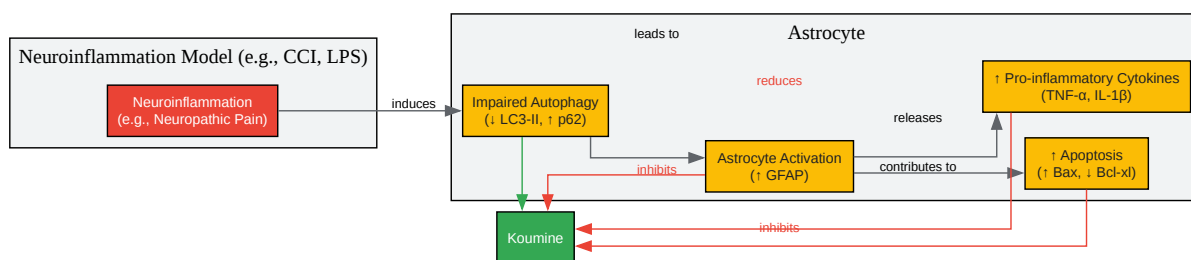 Neuroinflammation Model (e.g., CCI, LPS)
Neuroinflammation
(e.g., Neuropathic Pain)
induces
Astrocyte
leads to
reduces
Impaired Autophagy
(↓ LC3-II, ↑ p62)
↑ Pro-inflammatory Cytokines
(TNF-α, IL-1β)
releases
Astrocyte Activation
(↑ GFAP)
inhibits
contributes to
↑ Apoptosis
(↑ Bax, ↓ Bcl-xl)
Koumine
inhibits